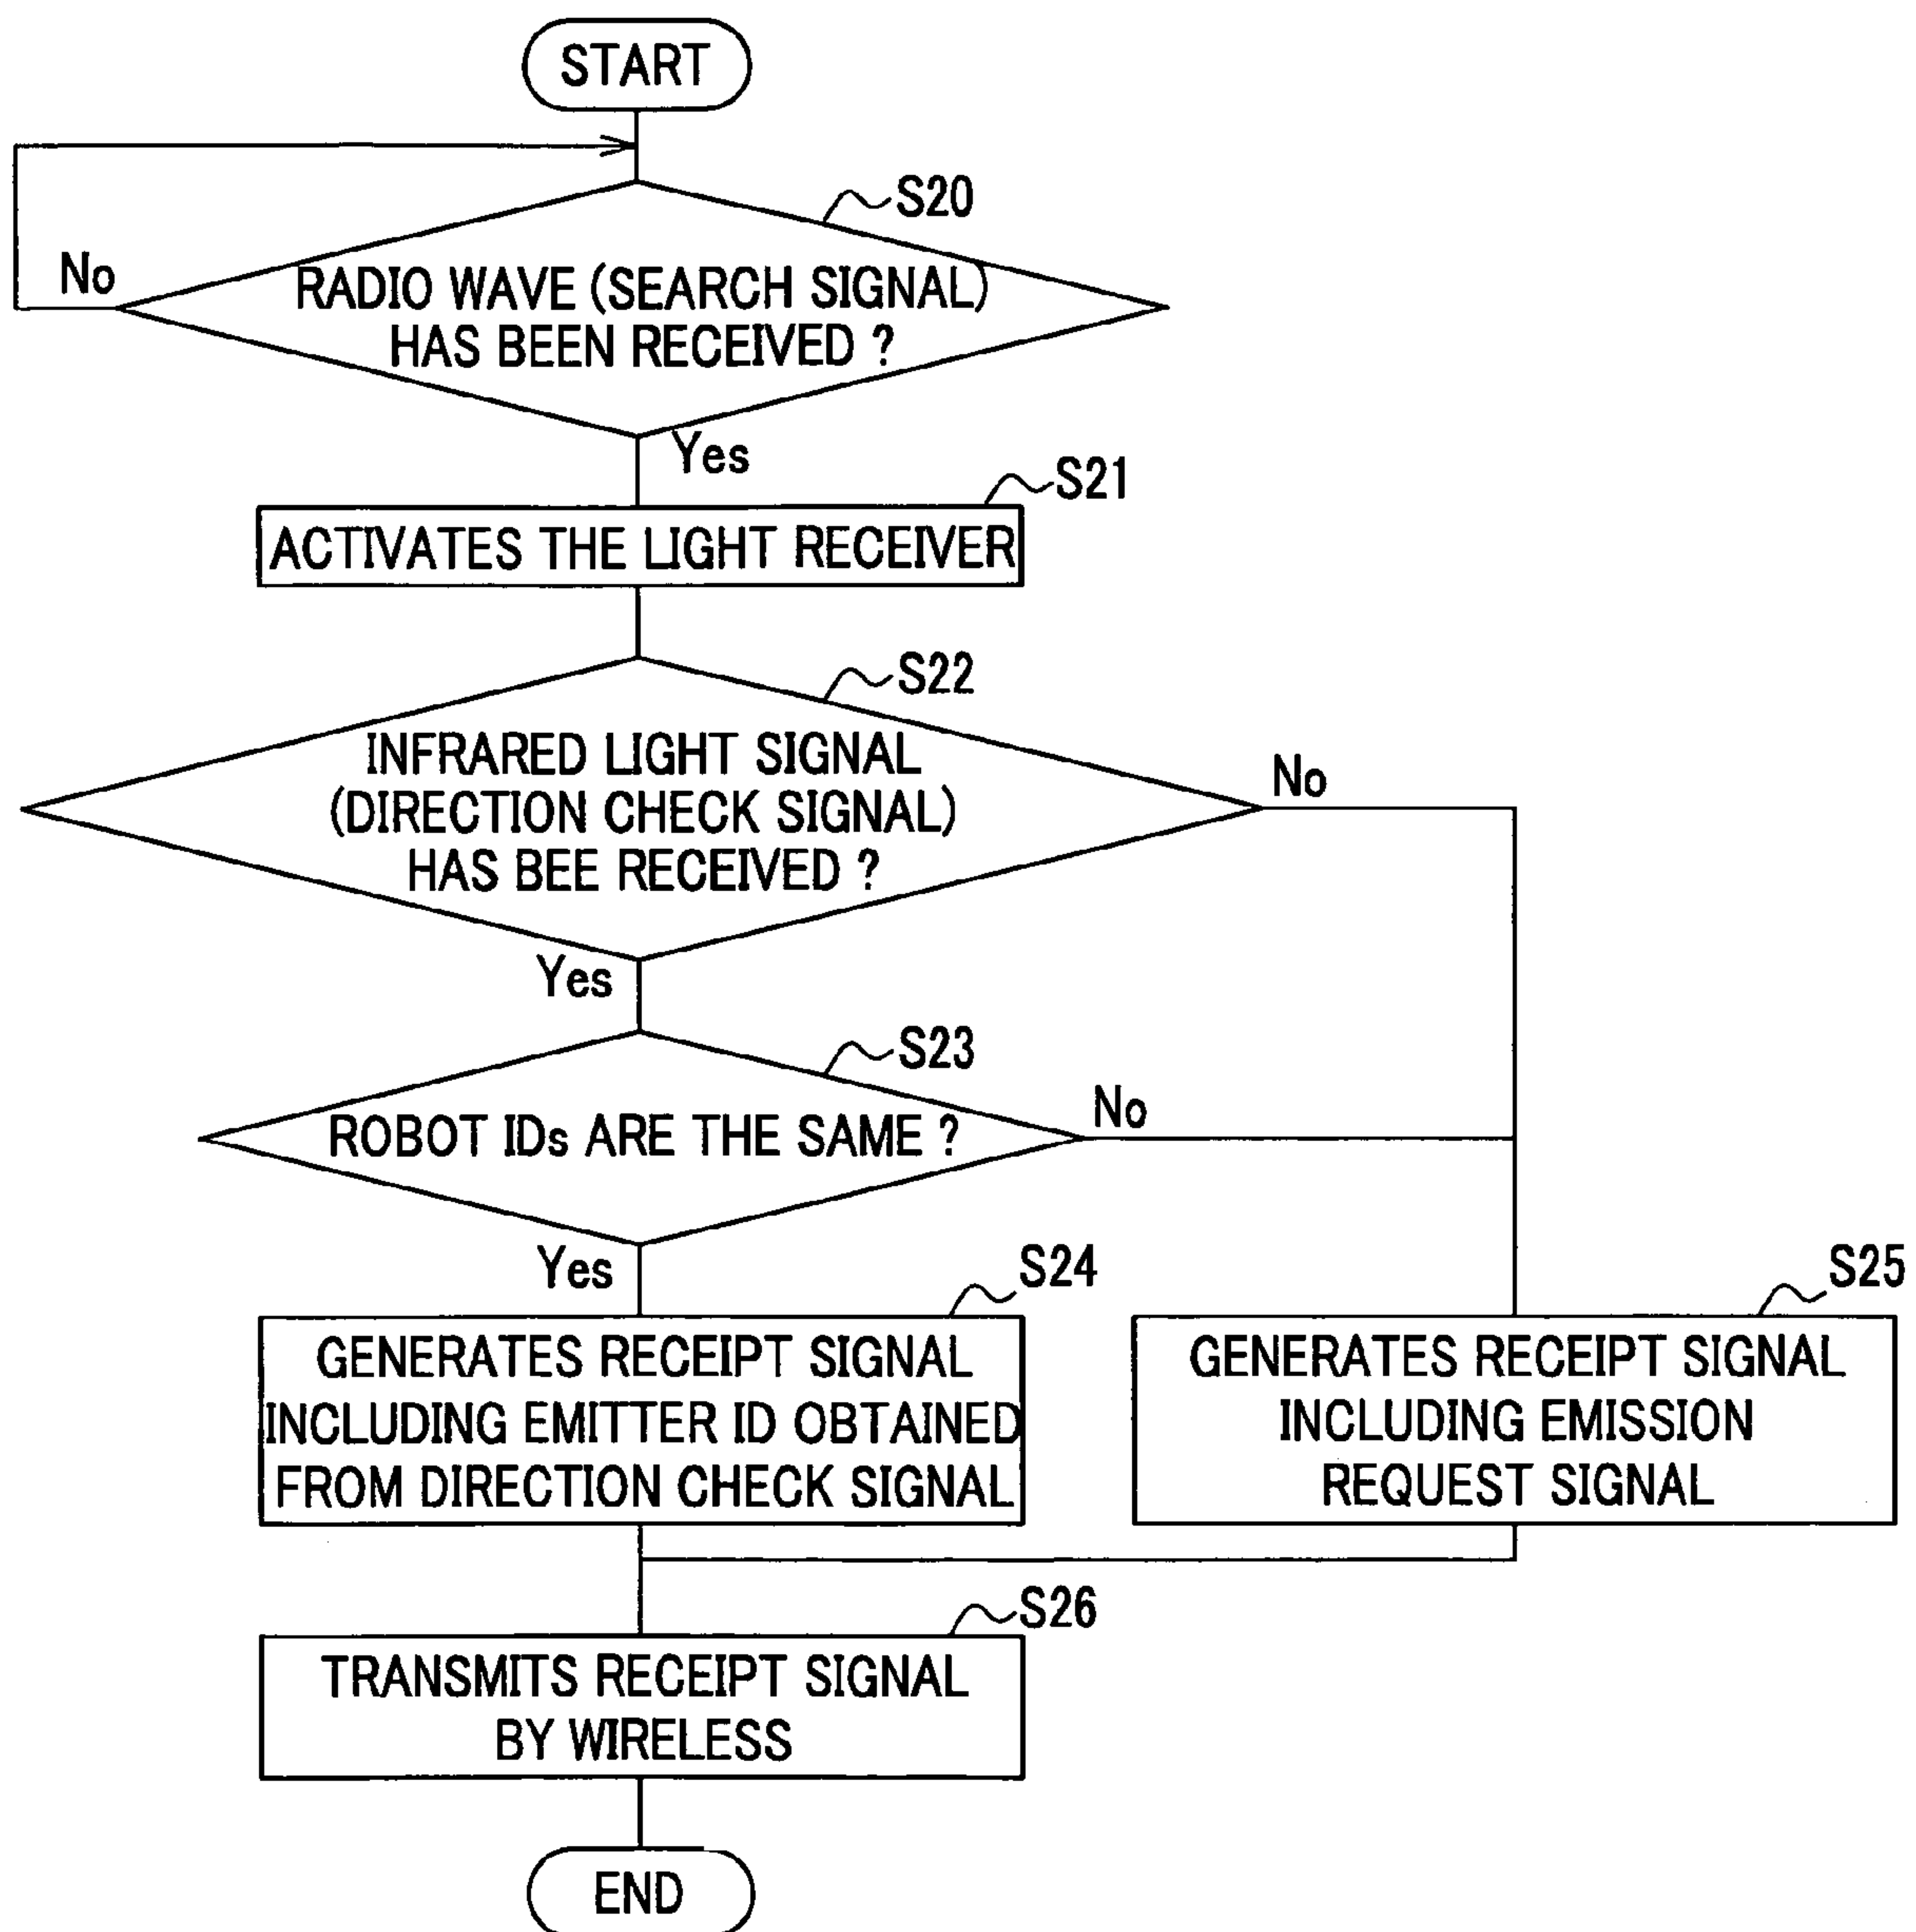 START
S20
No
RADIO WAVE (SEARCH SIGNAL)
HAS BEEN RECEIVED ?
Yes
S21
ACTIVATES THE LIGHT RECEIVER
S22
INFRARED LIGHT SIGNAL
(DIRECTION CHECK SIGNAL)
HAS BEE RECEIVED ?
No
Yes
S23
ROBOT IDs ARE THE SAME ?
No
Yes
S24
GENERATES RECEIPT SIGNAL
INCLUDING EMITTER ID OBTAINED
FROM DIRECTION CHECK SIGNAL
S25
GENERATES RECEIPT SIGNAL
INCLUDING EMISSION
REQUEST SIGNAL
S26
TRANSMITS RECEIPT SIGNAL
BY WIRELESS
END